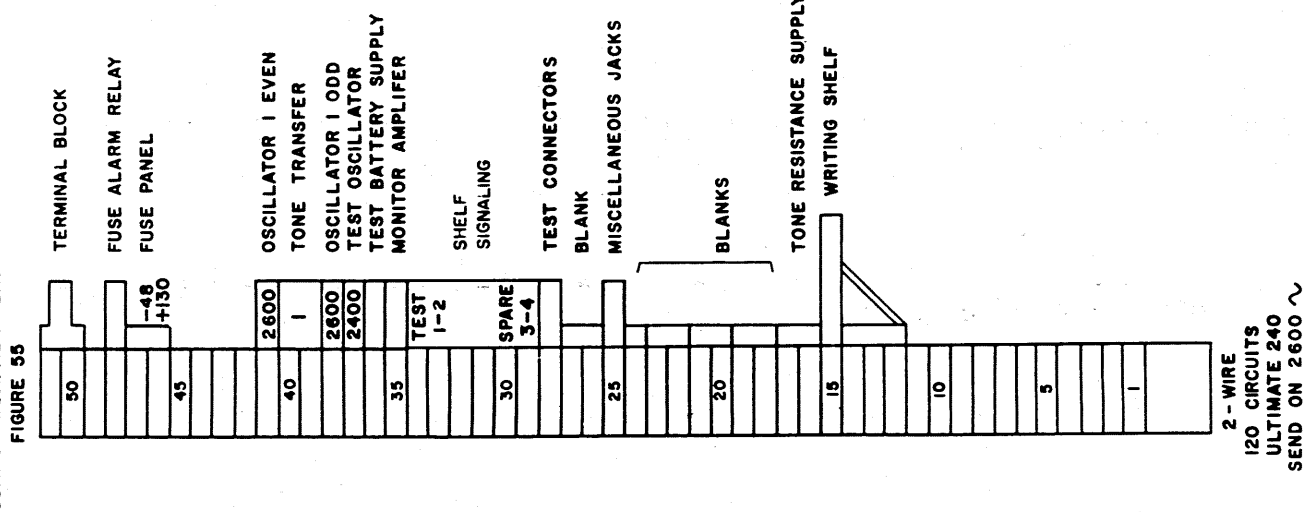 FIGURE 55
TERMINAL BLOCK
FUSE ALARM RELAY
FUSE PANEL
-48
+130
OSCILLATOR I EVEN
TONE TRANSFER
OSCILLATOR I ODD
TEST OSCILLATOR
TEST BATTERY SUPPLY
MONITOR AMPLIFER
2600
1
2600
2400
SHELF
SIGNALING
TEST
1-2
SPARE
3-4
TEST CONNECTORS
BLANK
MISCELLANEOUS JACKS
BLANKS
TONE RESISTANCE SUPPLY
WRITING SHELF
50
45
40
35
30
25
20
15
10
5
1
2-WIRE
120 CIRCUITS
ULTIMATE 240
SEND ON 2600 ~